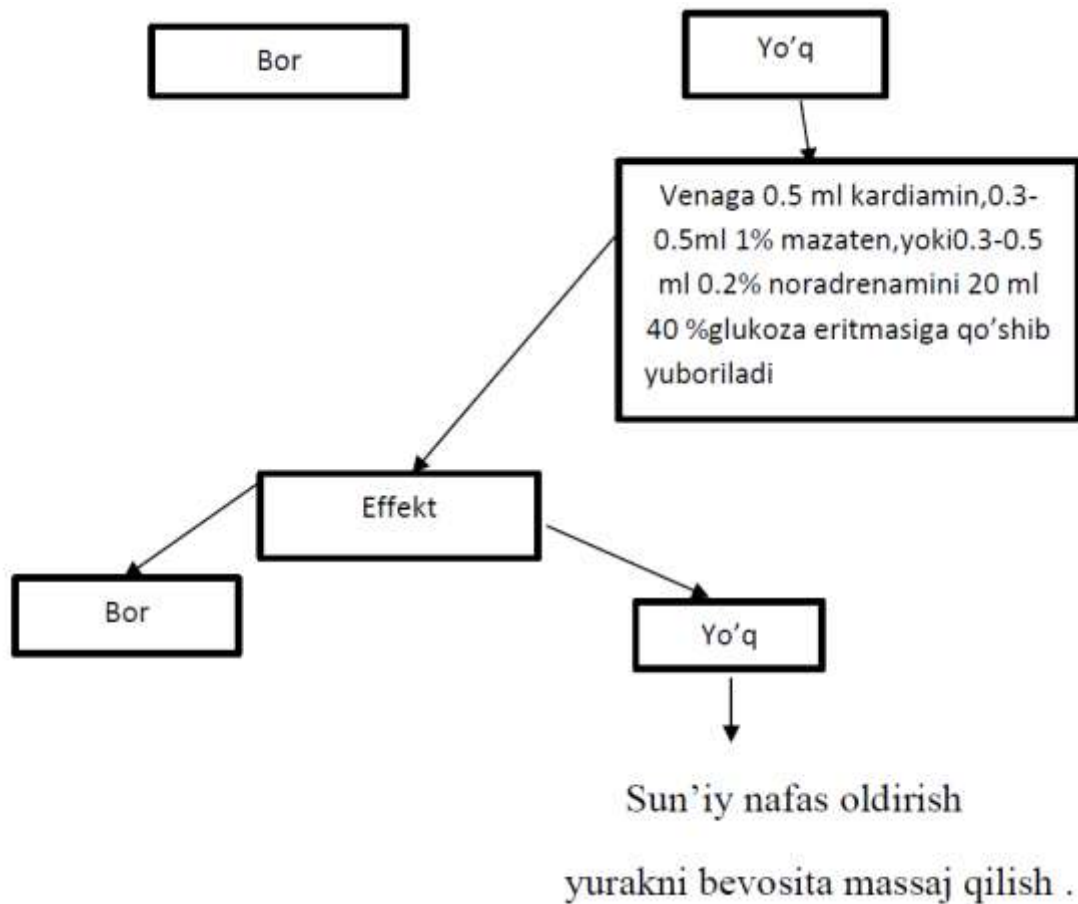 Bor
Yo’q
Venaga 0.5 ml kardiamin,0.3-
0.5ml 1% mazaten,yoki0.3-0.5
ml 0.2% noradrenamini 20 ml
40 %glukoza eritmasiga qo’shib
yuboriladi
Effekt
Bor
Yo’q
Sun’iy nafas oldirish
yurakni bevosita massaj qilish .